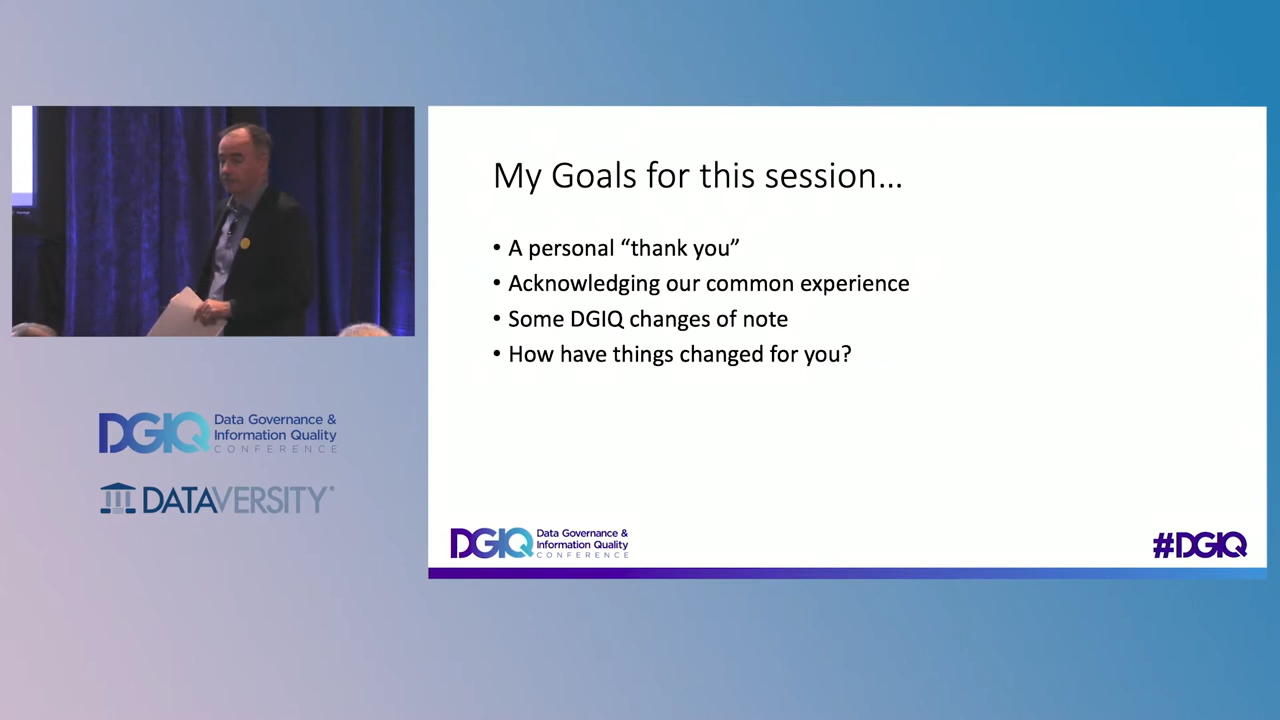 My Goals for this session…
• A personal “thank you”
• Acknowledging our common experience
• Some DGIQ changes of note
• How have things changed for you?
DGIQ Data Governance &
Information Quality
CONFERENCE
DATAVERSITY
DGIQ Data Governance &
Information Quality
CONFERENCE
#DGIQ